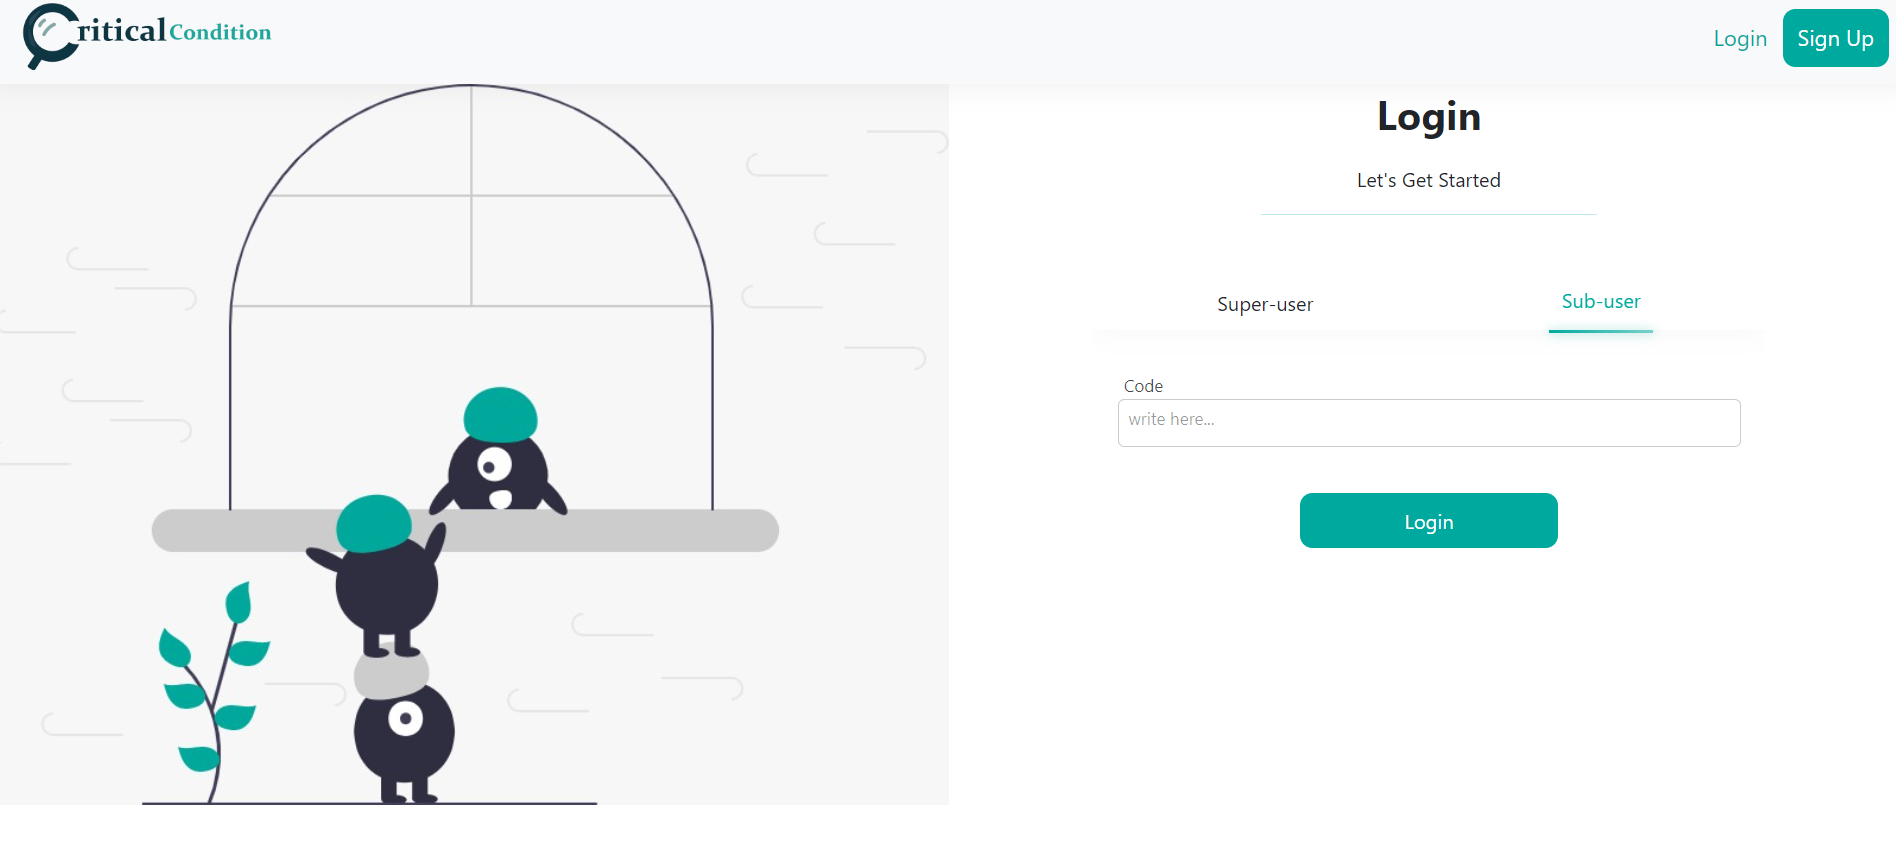 Critical Condition
Login
Sign Up
Login
Let's Get Started
Super-user
Sub-user
Code
write here...
Login